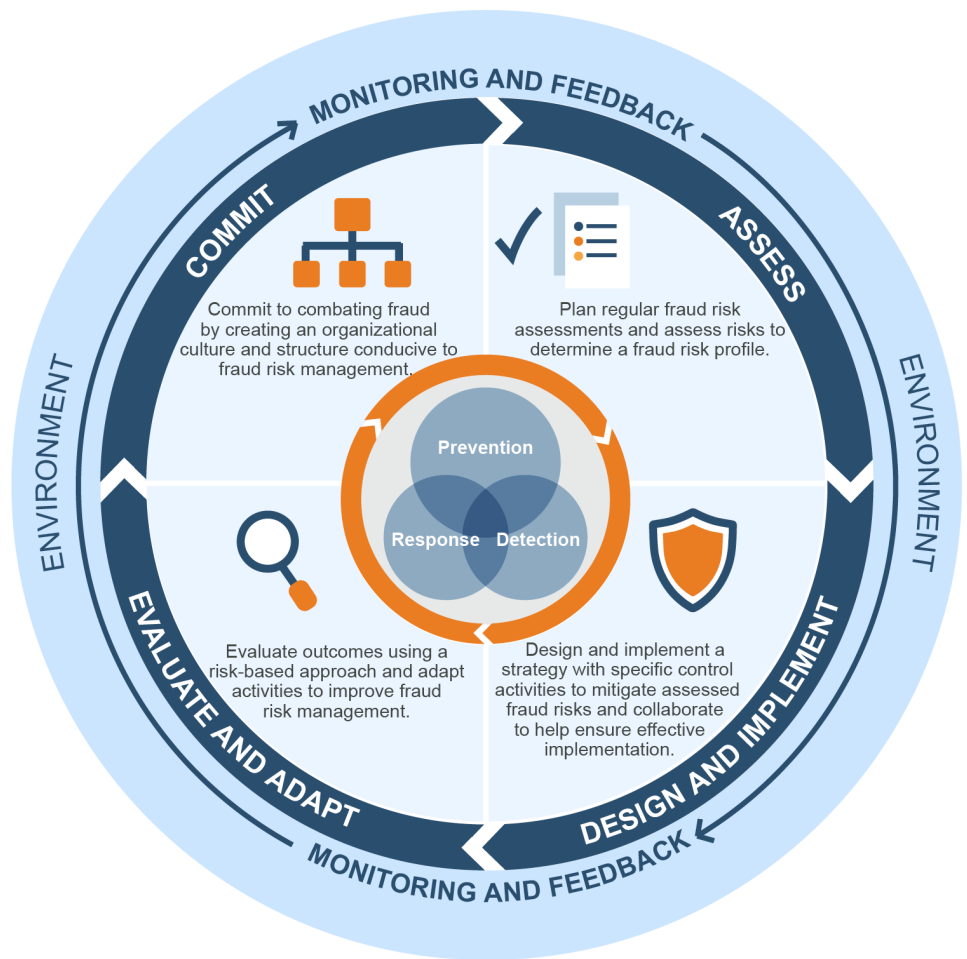 MONITORING AND FEEDBACK
COMMIT
ASSESS
Commit to combating fraud
by creating an organizational
culture and structure conducive to
fraud risk management.
Plan regular fraud risk
assessments and assess risks to
determine a fraud risk profile.
ENVIRONMENT
ENVIRONMENT
Prevention
Response
Detection
Evaluate outcomes using a
risk-based approach and adapt
activities to improve fraud
risk management.
Design and implement a
strategy with specific control
activities to mitigate assessed
fraud risks and collaborate
to help ensure effective
implementation.
EVALUATE AND ADAPT
DESIGN AND IMPLEMENT
MONITORING AND FEEDBACK